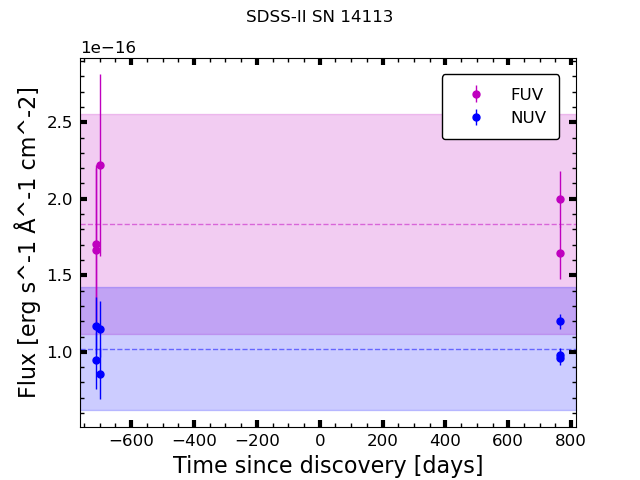 SDSS-II SN 14113
1e−16
FUV
NUV
2.5
2.0
1.5
1.0
Flux [erg s^-1 Å^-1 cm^-2]
−600 −400 −200 0 200 400 600 800
Time since discovery [days]